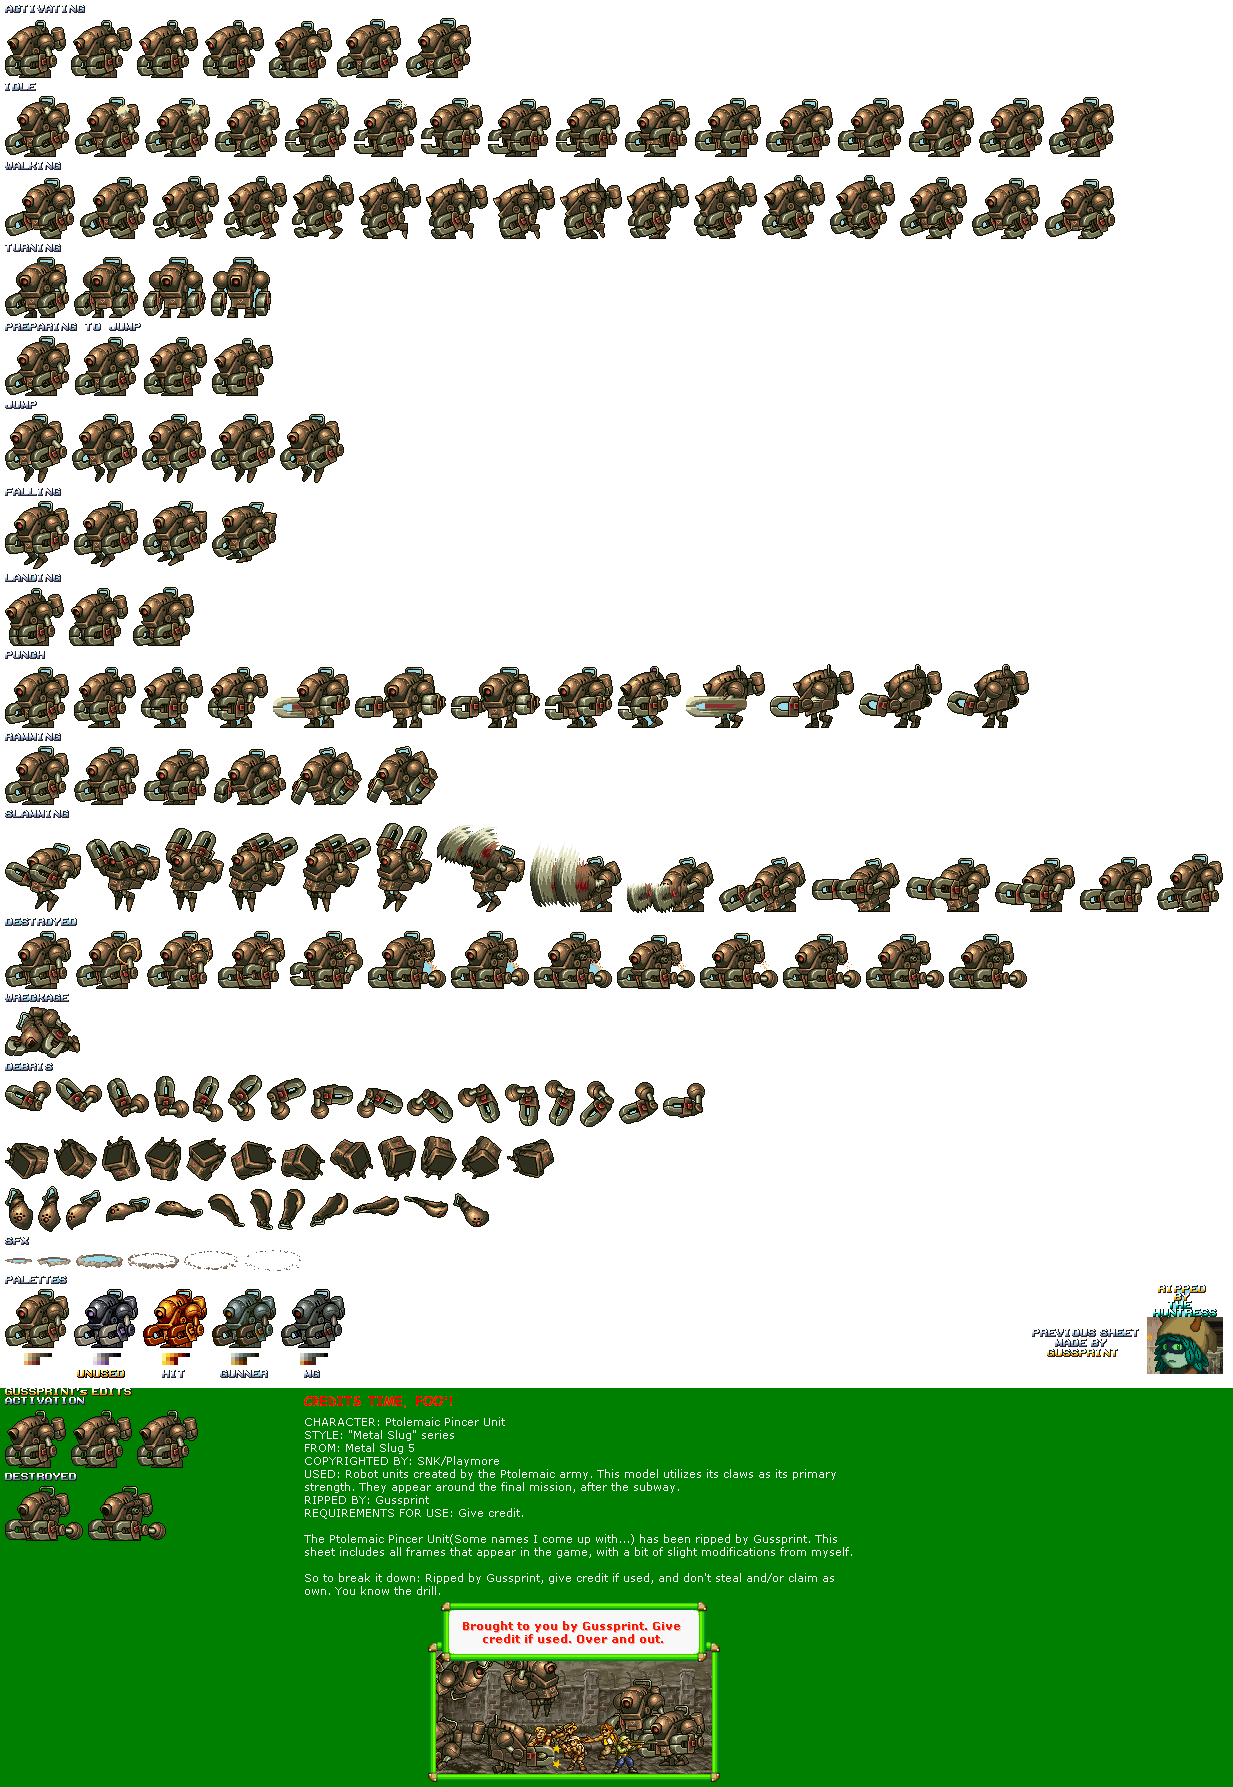 ACTIVATING
IDLE
WALKING
TURNING
PREPARING TO JUMP
JUMP
FALLING
LANDING
PUNCH
RAMMING
SLAMMING
DESTROYED
WRECKAGE
DEBRIS
SFX
PALETTES
UNUSED
HIT
GUNNER
MG
RIPPED
BY
THE
HUNTRESS
PREVIOUS SHEET
MADE BY
GUSSPRINT
GUSSPRINT's EDITS
ACTIVATION
DESTROYED
CREDITS TIME, FOO'!
CHARACTER: Ptolemaic Pincer Unit
STYLE: "Metal Slug" series
FROM: Metal Slug 5
COPYRIGHTED BY: SNK/Playmore
USED: Robot units created by the Ptolemaic army. This model utilizes its claws as its primary
strength. They appear around the final mission, after the subway.
RIPPED BY: Gussprint
REQUIREMENTS FOR USE: Give credit.
The Ptolemaic Pincer Unit(Some names I come up with...) has been ripped by Gussprint. This
sheet includes all frames that appear in the game, with a bit of slight modifications from myself.
So to break it down: Ripped by Gussprint, give credit if used, and don't steal and/or claim as
own. You know the drill.
Brought to you by Gussprint. Give
credit if used. Over and out.